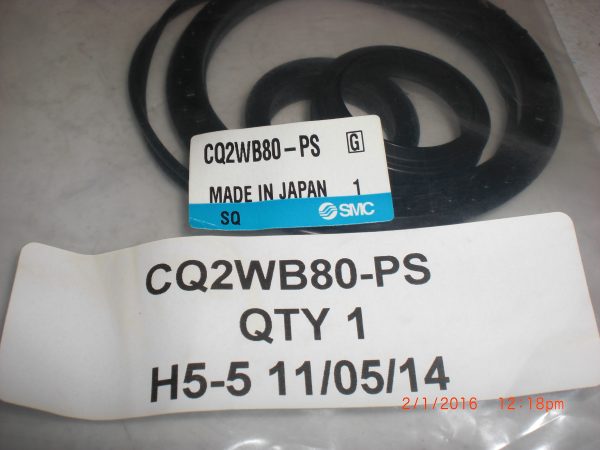 CQ2WB80-PS G
MADE IN JAPAN 1
SQ SMC
CQ2WB80-PS
QTY 1
H5-5 11/05/14
2/1/2016 12:18pm